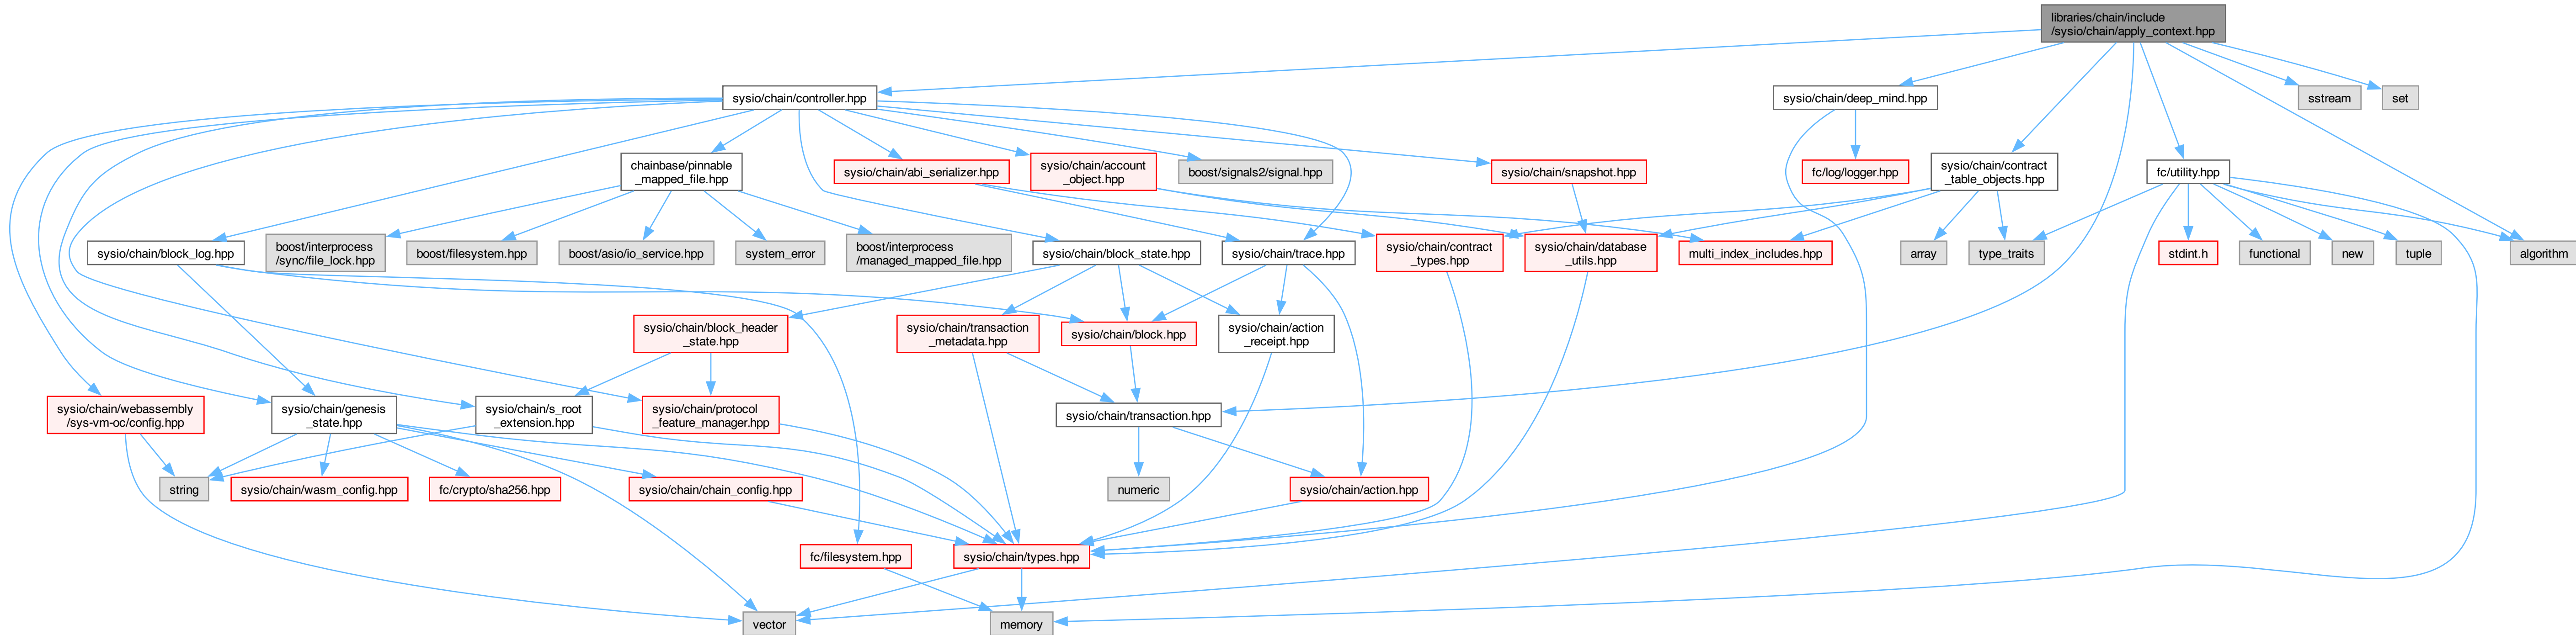 libraries/chain/include
/sysio/chain/apply_context.hpp
sysio/chain/controller.hpp
sysio/chain/deep_mind.hpp
sstream
set
chainbase/pinnable
_mapped_file.hpp
sysio/chain/abi_serializer.hpp
sysio/chain/account
_object.hpp
boost/signals2/signal.hpp
sysio/chain/snapshot.hpp
fc/log/logger.hpp
sysio/chain/contract
_table_objects.hpp
fc/utility.hpp
sysio/chain/block_log.hpp
boost/interprocess
/sync/file_lock.hpp
boost/filesystem.hpp
boost/asio/io_service.hpp
system_error
boost/interprocess
/managed_mapped_file.hpp
sysio/chain/block_state.hpp
sysio/chain/trace.hpp
sysio/chain/contract
_types.hpp
sysio/chain/database
_utils.hpp
multi_index_includes.hpp
array
type_traits
stdint.h
functional
new
tuple
algorithm
sysio/chain/block_header
_state.hpp
sysio/chain/transaction
_metadata.hpp
sysio/chain/block.hpp
sysio/chain/action
_receipt.hpp
sysio/chain/webassembly
/sys-vm-oc/config.hpp
sysio/chain/genesis
_state.hpp
sysio/chain/s_root
_extension.hpp
sysio/chain/protocol
_feature_manager.hpp
sysio/chain/transaction.hpp
string
sysio/chain/wasm_config.hpp
fc/crypto/sha256.hpp
sysio/chain/chain_config.hpp
numeric
sysio/chain/action.hpp
fc/filesystem.hpp
sysio/chain/types.hpp
vector
memory